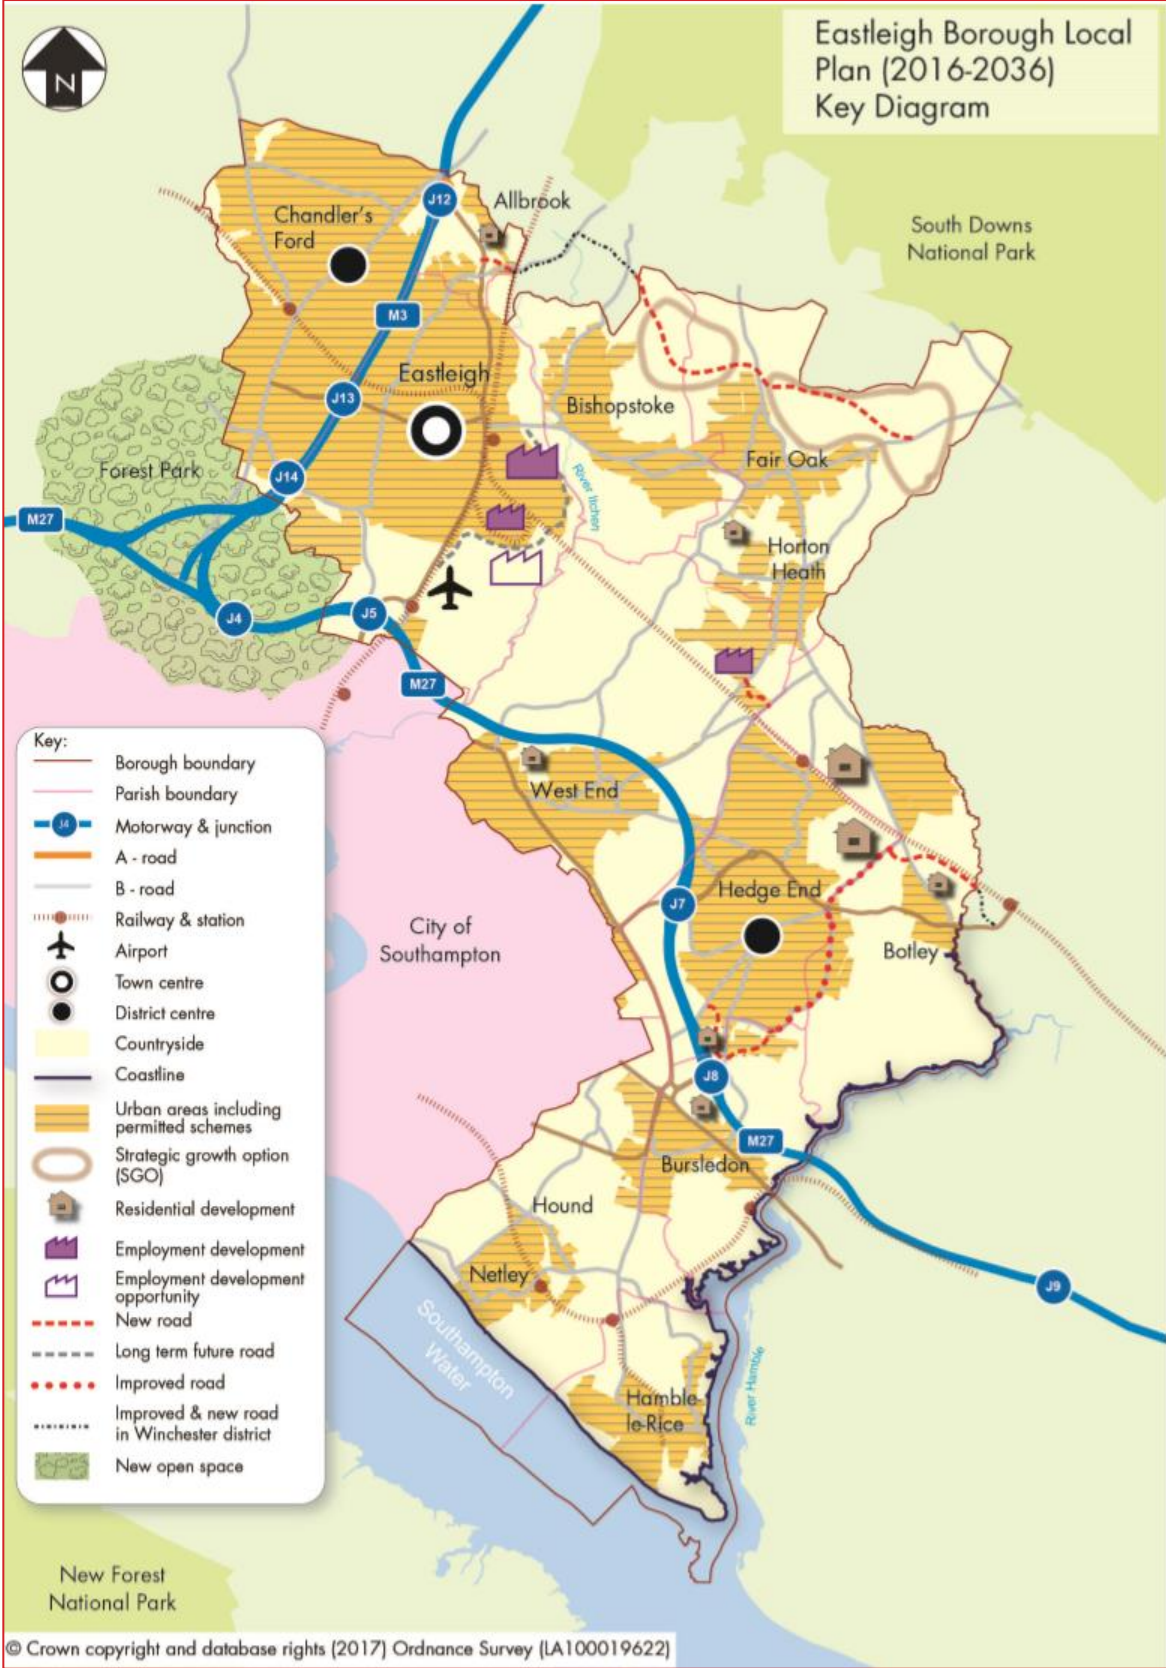 Eastleigh Borough Local
Plan (2016-2036)
Key Diagram
N
J12
Allbrook
Chandler's
Ford
South Downs
National Park
M3
Eastleigh
J13
Bishopstoke
Fair Oak
Forest Park
J14
River Itchen
M27
Horton
Heath
J4
J5
M27
West End
Hedge End
J7
City of
Southampton
Botley
J8
M27
Bursledon
Hound
Netley
J9
Southampton
Water
River Hamble
Hamble-
le-Rice
Key:
Borough boundary
Parish boundary
J4
Motorway & junction
A - road
B - road
Railway & station
Airport
Town centre
District centre
Countryside
Coastline
Urban areas including
permitted schemes
Strategic growth option
(SGO)
Residential development
Employment development
Employment development
opportunity
New road
Long term future road
Improved road
Improved & new road
in Winchester district
New open space
New Forest
National Park
© Crown copyright and database rights (2017) Ordnance Survey (LA100019622)